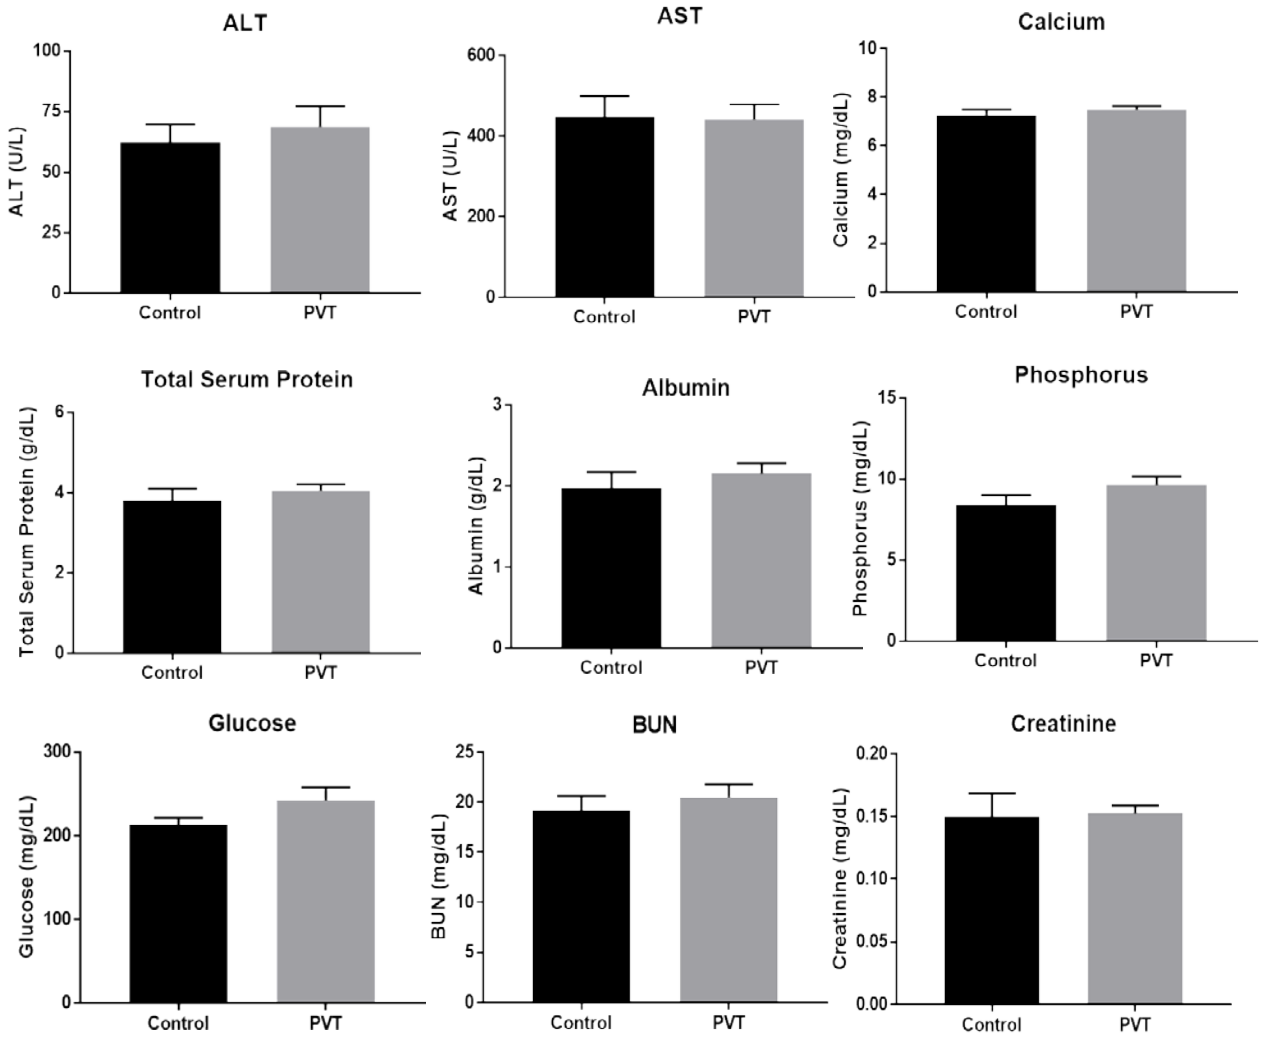 ALT
ALT (U/L)
100
75
50
25
0
Control PVT
AST
AST (U/L)
600
400
200
0
Control PVT
Calcium
Calcium (mg/dL)
10
8
6
4
2
0
Control PVT
Total Serum Protein
Total Serum Protein (g/dL)
6
4
2
0
Control PVT
Albumin
Albumin (g/dL)
3
2
1
0
Control PVT
Phosphorus
Phosphorus (mg/dL)
15
10
5
0
Control PVT
Glucose
Glucose (mg/dL)
300
200
100
0
Control PVT
BUN
BUN (mg/dL)
25
20
15
10
5
0
Control PVT
Creatinine
Creatinine (mg/dL)
0.20
0.15
0.10
0.05
0.00
Control PVT